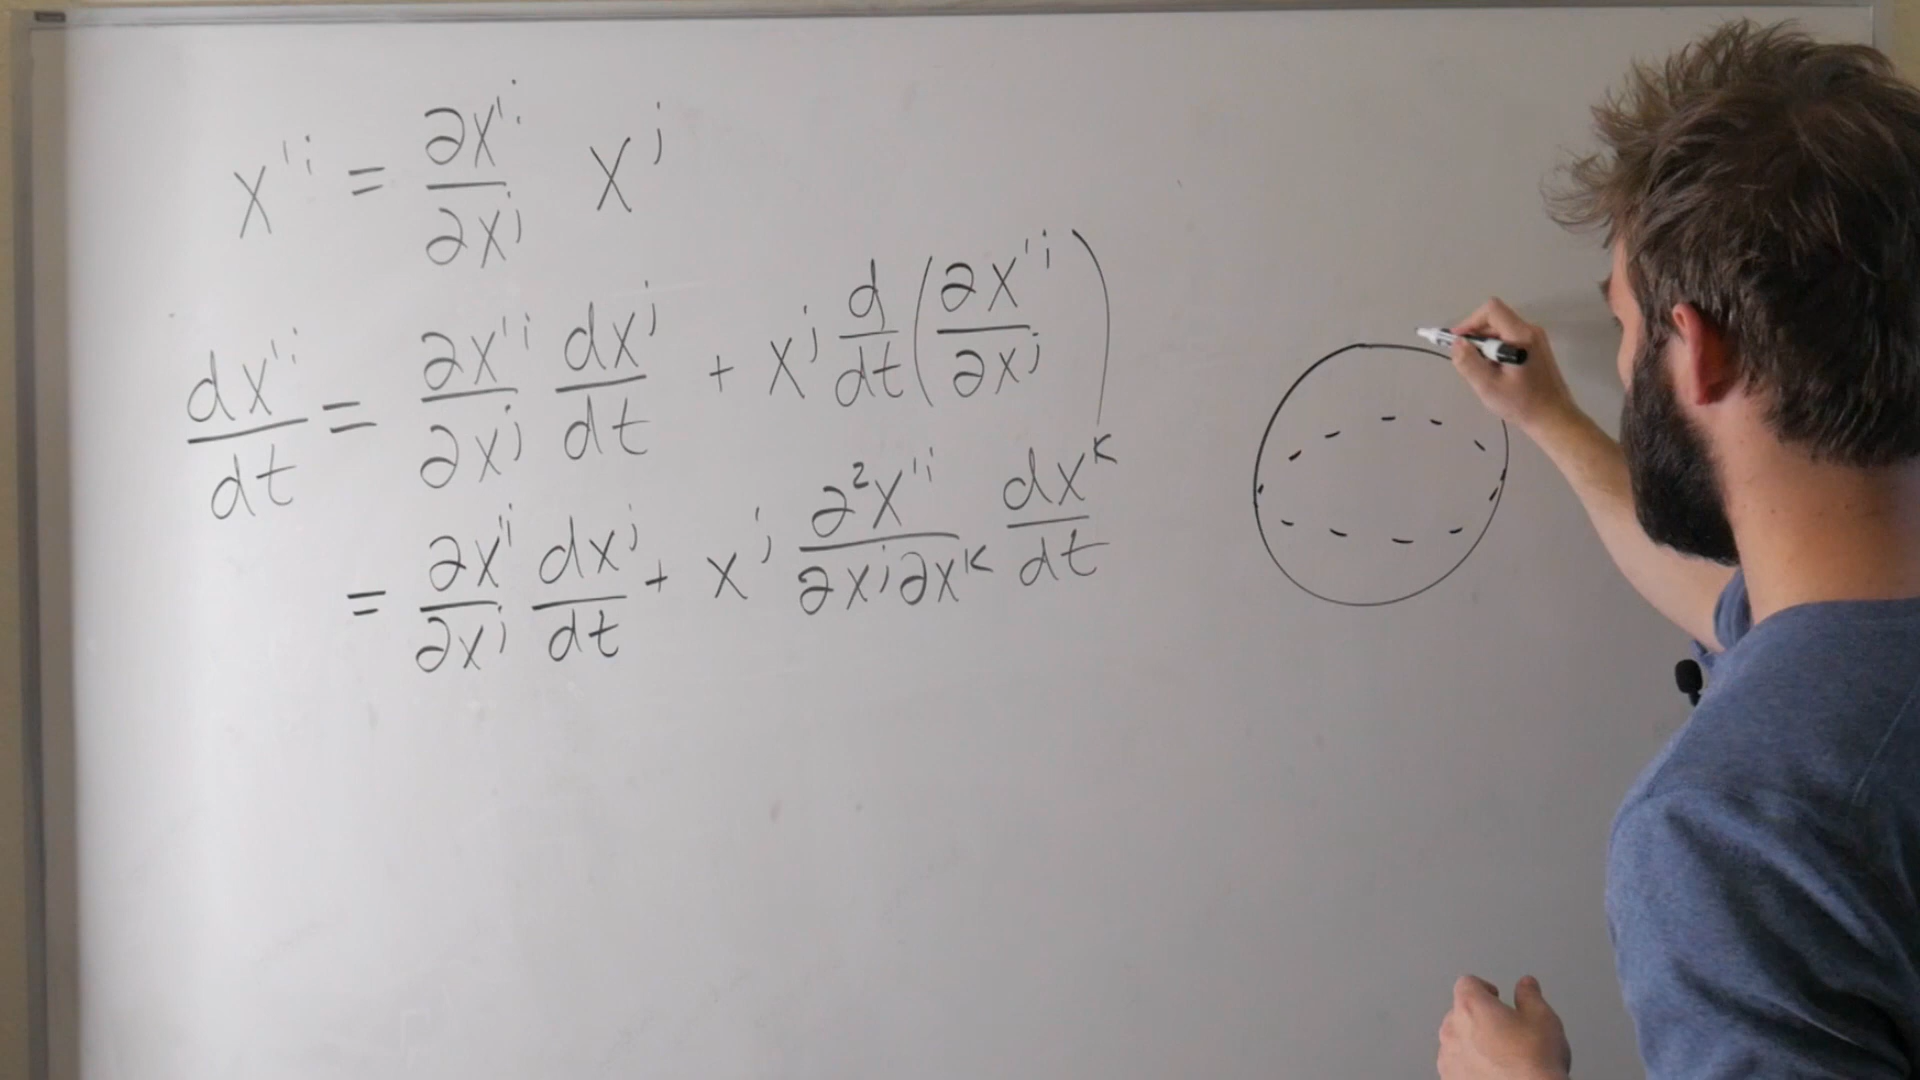 x'ⁱ = ∂x'ⁱ/∂xʲ xʲ
dx'ⁱ/dt = ∂x'ⁱ/∂xʲ dxʲ/dt + xʲ d/dt(∂x'ⁱ/∂xʲ)
= ∂x'ⁱ/∂xʲ dxʲ/dt + xʲ ∂²x'ⁱ/∂xʲ∂xᵏ dxᵏ/dt